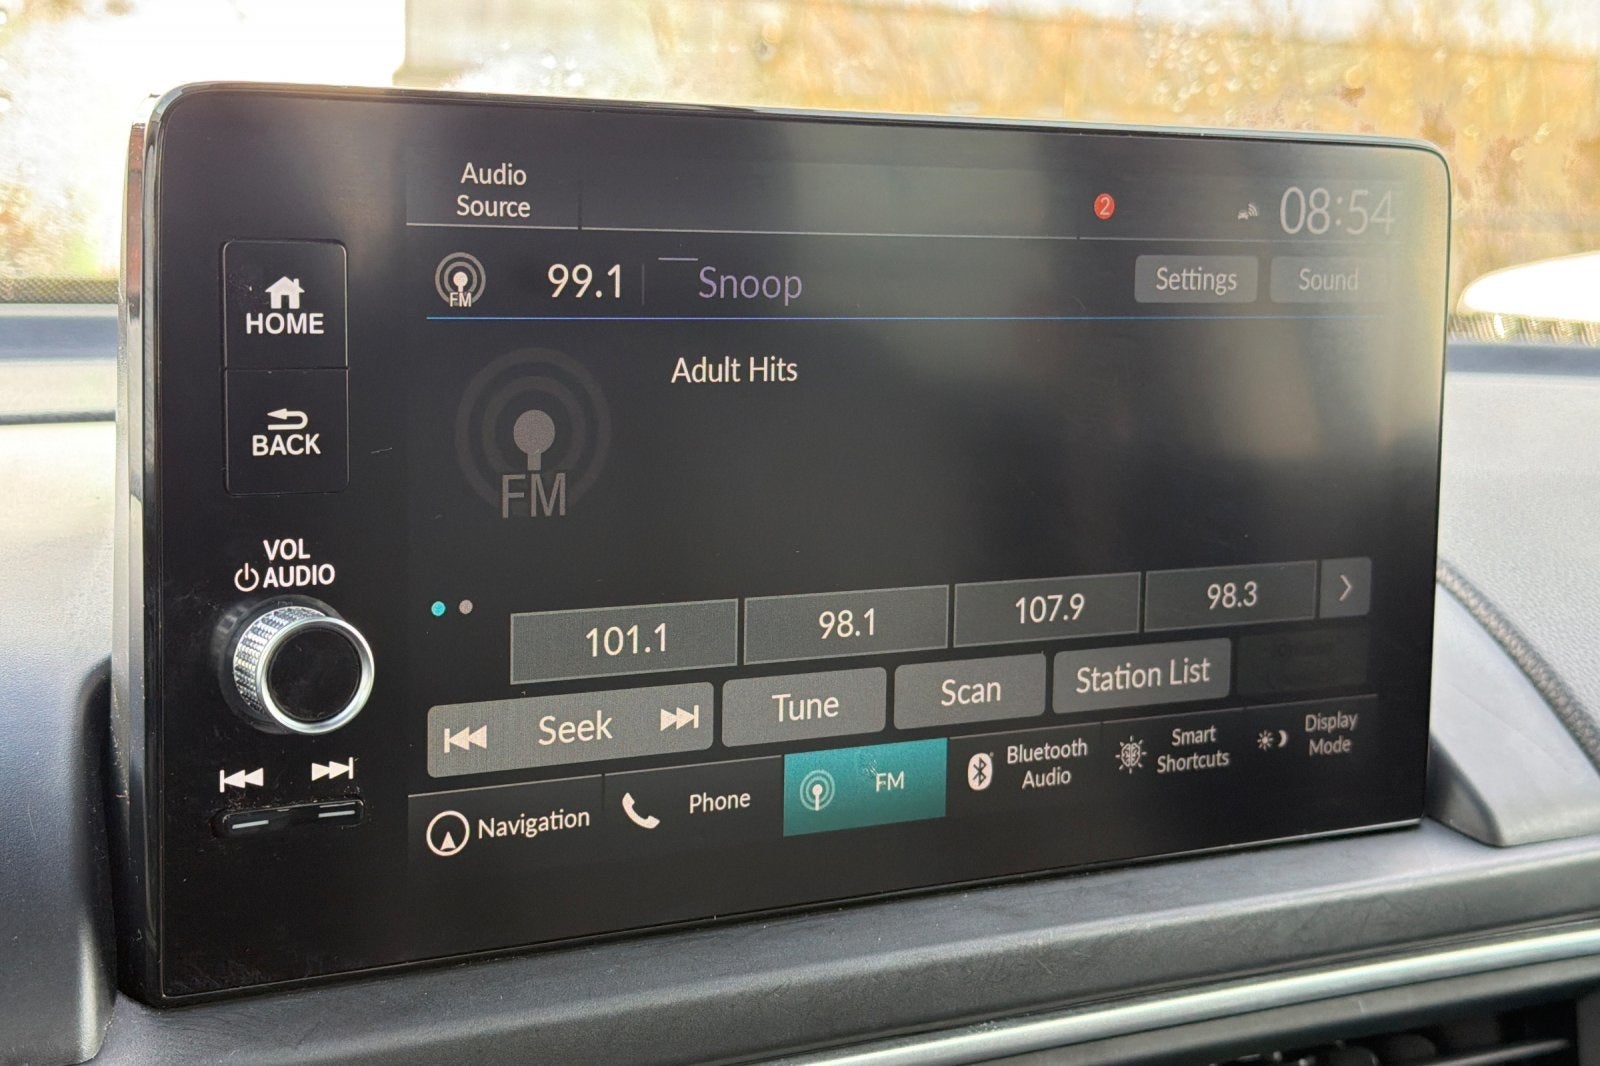 Audio
Source
2
08:54
FM
99.1
Snoop
Settings
Sound
HOME
Adult Hits
BACK
FM
VOL
AUDIO
101.1
98.1
107.9
98.3
Seek
Tune
Scan
Station List
Navigation
Phone
FM
Bluetooth
Audio
Smart
Shortcuts
Display
Mode